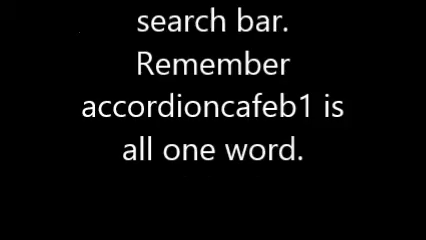 search bar.
Remember
accordioncafeb1 is
all one word.